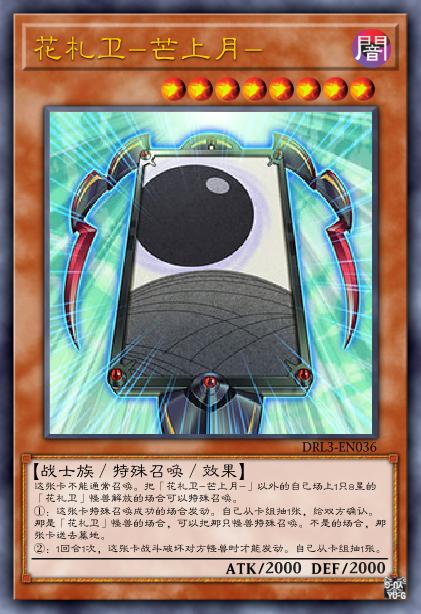 花札卫-芒上月-
闇
DRL3-EN036
【战士族/特殊召唤/效果】
这张卡不能通常召唤。把「花札卫-芒上月-」以外的自己场上1只8星的
「花札卫」怪兽解放的场合可以特殊召唤。
①：这张卡特殊召唤成功的场合发动。自己从卡组抽1张，给双方确认。
那是「花札卫」怪兽的场合，可以把那只怪兽特殊召唤。不是的场合，那
张卡送去墓地。
②：1回合1次，这张卡战斗破坏对方怪兽时才能发动。自己从卡组抽1张。
ATK/2000 DEF/2000